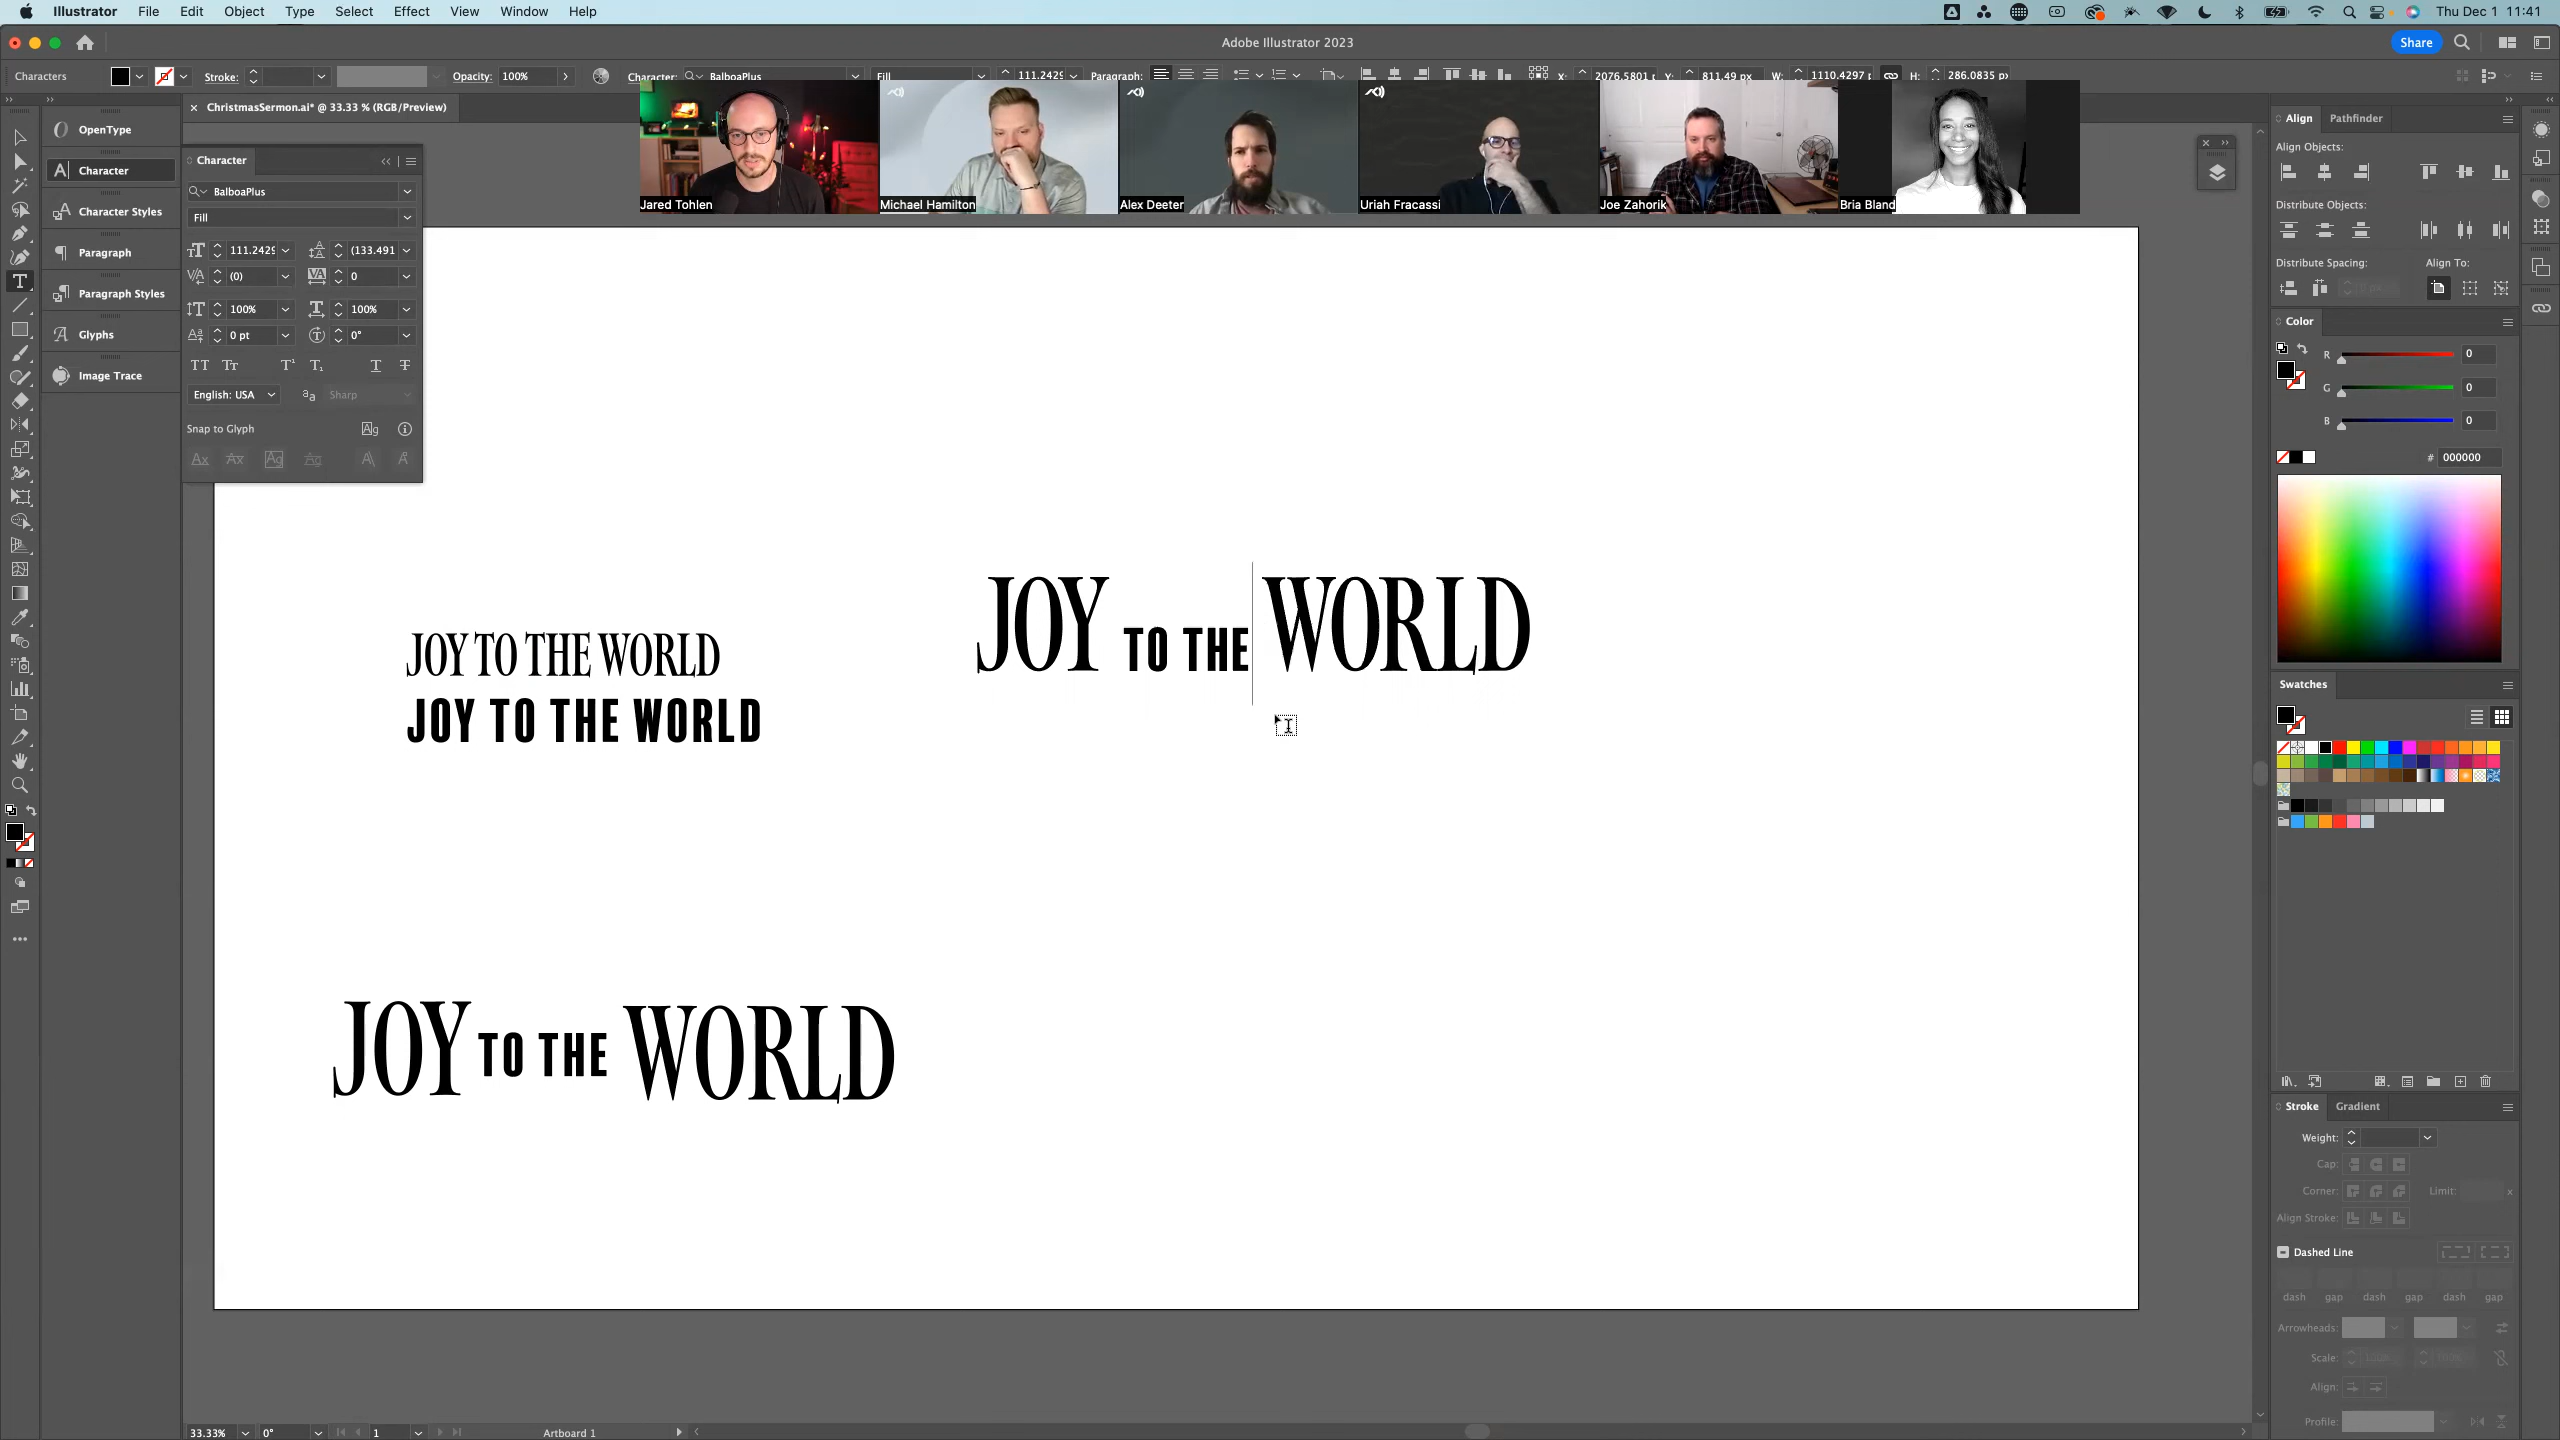 Illustrator File Edit Object Type Select Effect View Window Help Thu Dec 1 11:41
Adobe Illustrator 2023 Share
Characters Stroke: Opacity: 100% Character: BalboaPlus Fill Paragraph: 811.49 px
ChristmasSermon.ai* @ 33.33 % (RGB/Preview)
Jared Tohlen Michael Hamilton Alex Deeter Uriah Fracassi Joe Zahorik Bria Bland
OpenType
Character
Character Styles
Paragraph
Paragraph Styles
Glyphs
Image Trace
Character
BalboaPlus
Fill
111.2429 (133.491
(0) 0
100% 100%
0 pt 0°
English: USA Sharp
Snap to Glyph
JOY TO THE WORLD
JOY TO THE WORLD
JOY TO THE WORLD
JOY TO THE WORLD
Align Pathfinder
Align Objects:
Distribute Objects:
Distribute Spacing: Align To:
Color
R 0
G 0
B 0
# 000000
Swatches
Stroke Gradient
Weight:
Cap:
Corner: Limit: x
Align Stroke:
Dashed Line
dash gap dash gap dash gap
Arrowheads:
Scale: 100% 100%
Align:
Profile:
33.33% 0° 1 Artboard 1